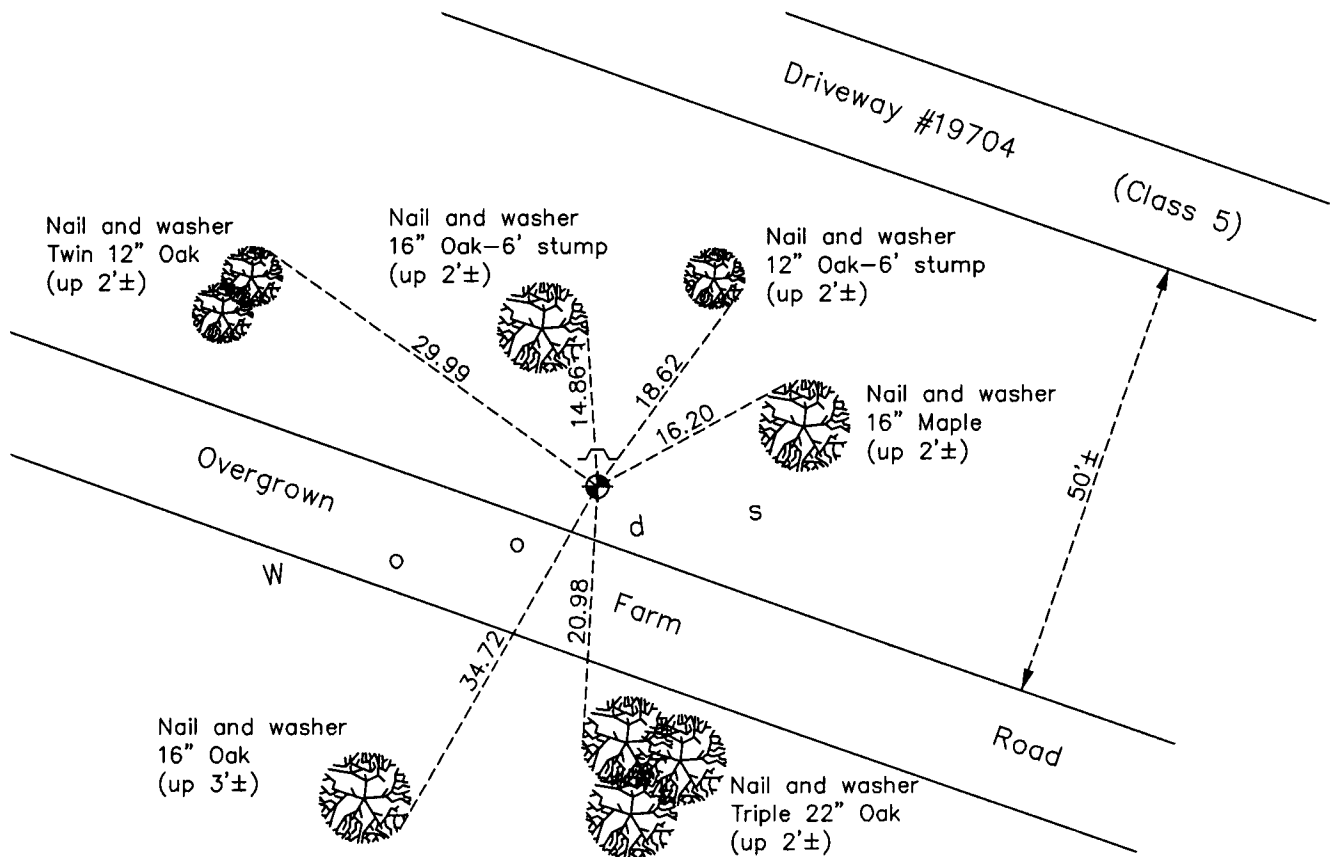 Driveway #19704
(Class 5)
Nail and washer
Twin 12" Oak
(up 2'±)
Nail and washer
16" Oak-6' stump
(up 2'±)
Nail and washer
12" Oak-6' stump
(up 2'±)
Nail and washer
16" Maple
(up 2'±)
29.99
14.86
18.62
16.20
50'±
Overgrown
Farm
Road
W o o d s
34.72
20.98
Nail and washer
16" Oak
(up 3'±)
Nail and washer
Triple 22" Oak
(up 2'±)